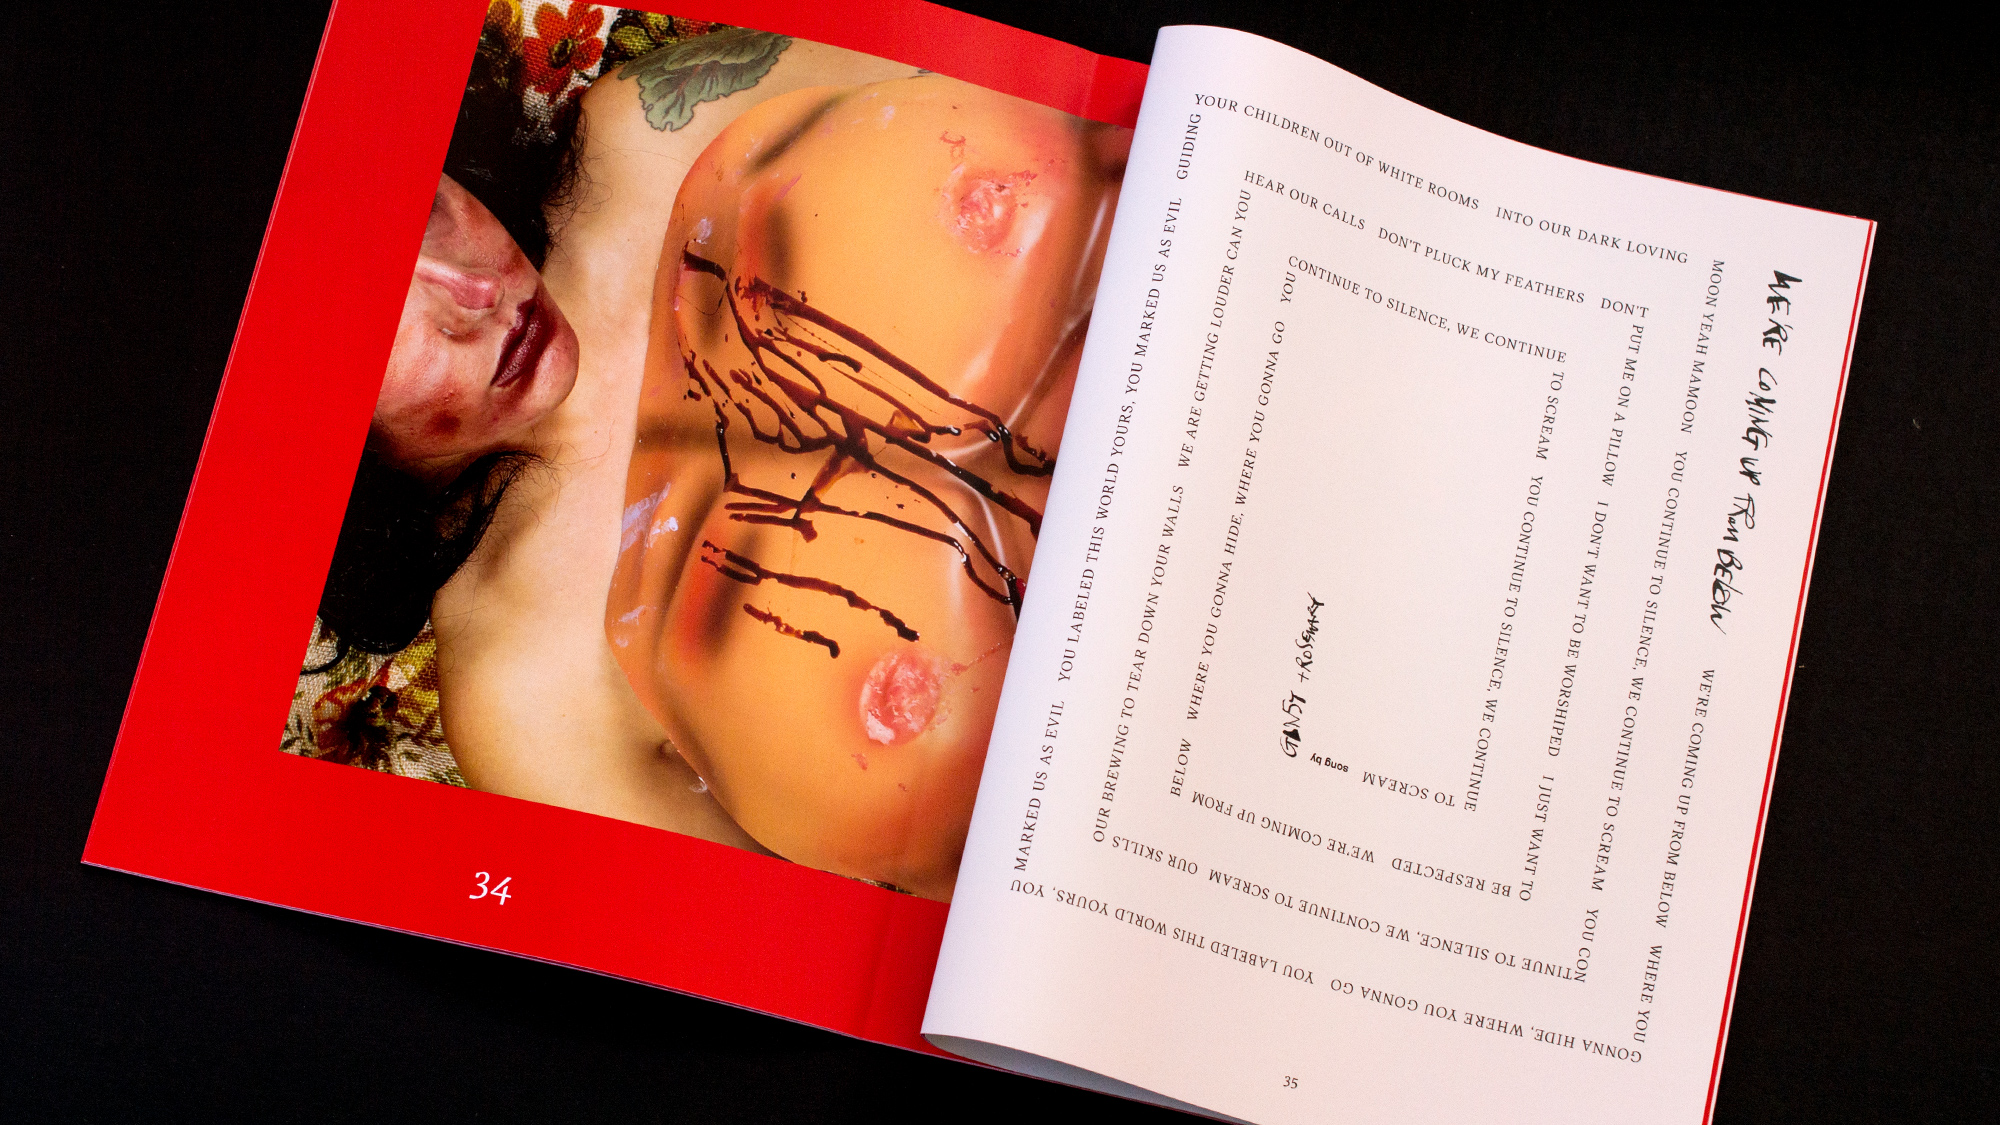 WE'RE COMING UP FROM BELOW
WE'RE COMING UP FROM BELOW WHERE YOU
GONNA HIDE, WHERE YOU GONNA GO YOU LABELED THIS WORLD YOURS, YOU
MARKED US AS EVIL YOU LABELED THIS WORLD YOURS, YOU MARKED US AS EVIL GUIDING
YOUR CHILDREN OUT OF WHITE ROOMS INTO OUR DARK LOVING
MOON YEAH MAMOON YOU CONTINUE TO SILENCE, WE CONTINUE TO SCREAM YOU CON
TINUE TO SILENCE, WE CONTINUE TO SCREAM OUR SKILLS
OUR BREWING TO TEAR DOWN YOUR WALLS WE ARE GETTING LOUDER CAN YOU
HEAR OUR CALLS DON'T PLUCK MY FEATHERS DON'T
PUT ME ON A PILLOW I DON'T WANT TO BE WORSHIPED I JUST WANT TO
BE RESPECTED WE'RE COMING UP FROM
BELOW WHERE YOU GONNA HIDE, WHERE YOU GONNA GO YOU
CONTINUE TO SILENCE, WE CONTINUE
TO SCREAM YOU CONTINUE TO SILENCE, WE CONTINUE
TO SCREAM
song by
34
35